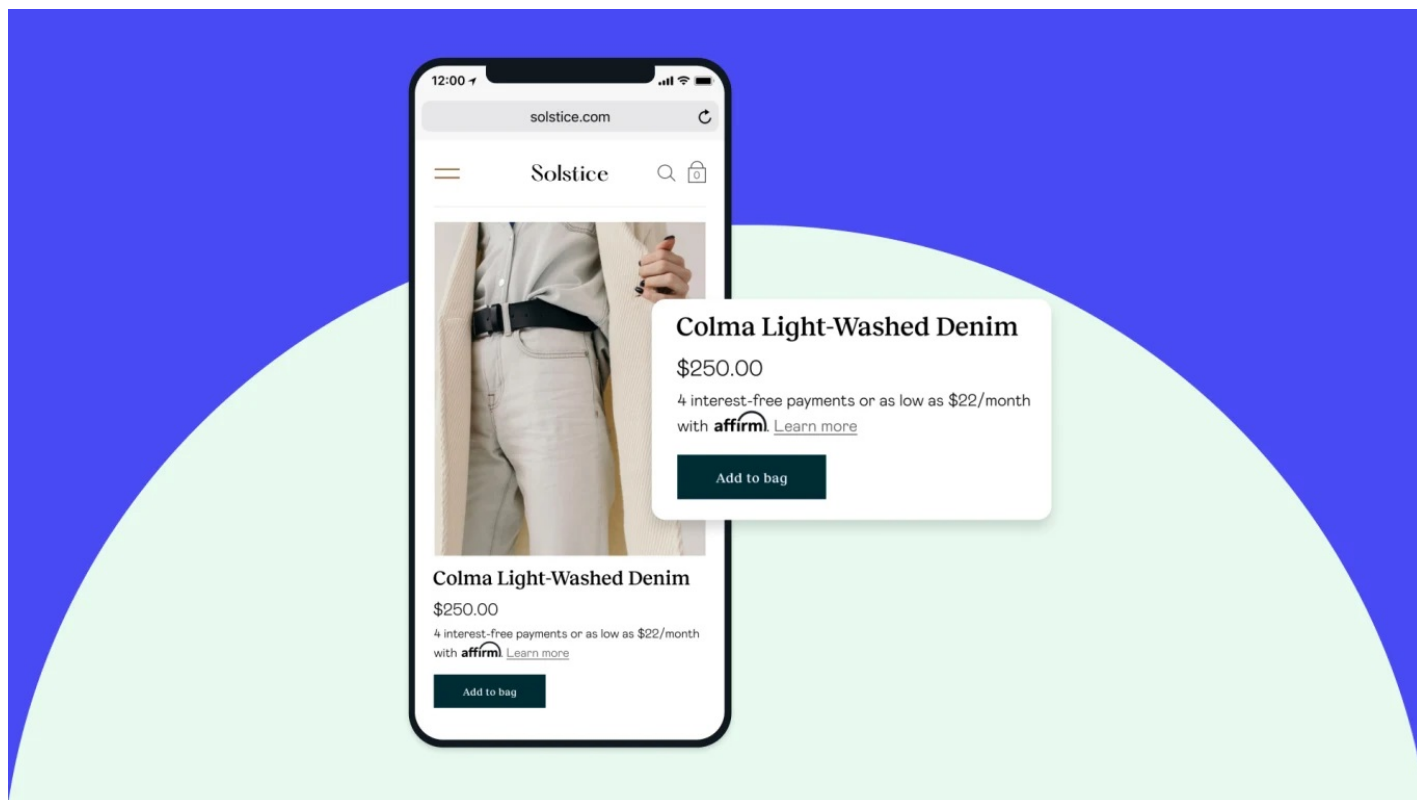 12:00
solstice.com
Solstice
0
Colma Light-Washed Denim
$250.00
4 interest-free payments or as low as $22/month
with affirm. Learn more
Add to bag
Colma Light-Washed Denim
$250.00
4 interest-free payments or as low as $22/month
with affirm. Learn more
Add to bag